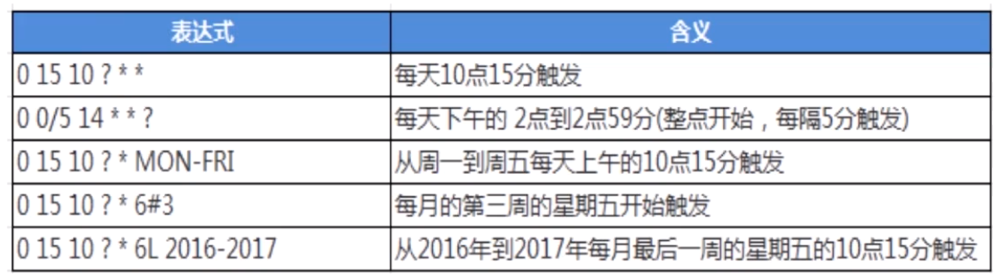 表达式 含义
0 15 10 ? * * 每天10点15分触发
0 0/5 14 * * ? 每天下午的 2点到2点59分(整点开始，每隔5分触发)
0 15 10 ? * MON-FRI 从周一到周五每天上午的10点15分触发
0 15 10 ? * 6#3 每月的第三周的星期五开始触发
0 15 10 ? * 6L 2016-2017 从2016年到2017年每月最后一周的星期五的10点15分触发